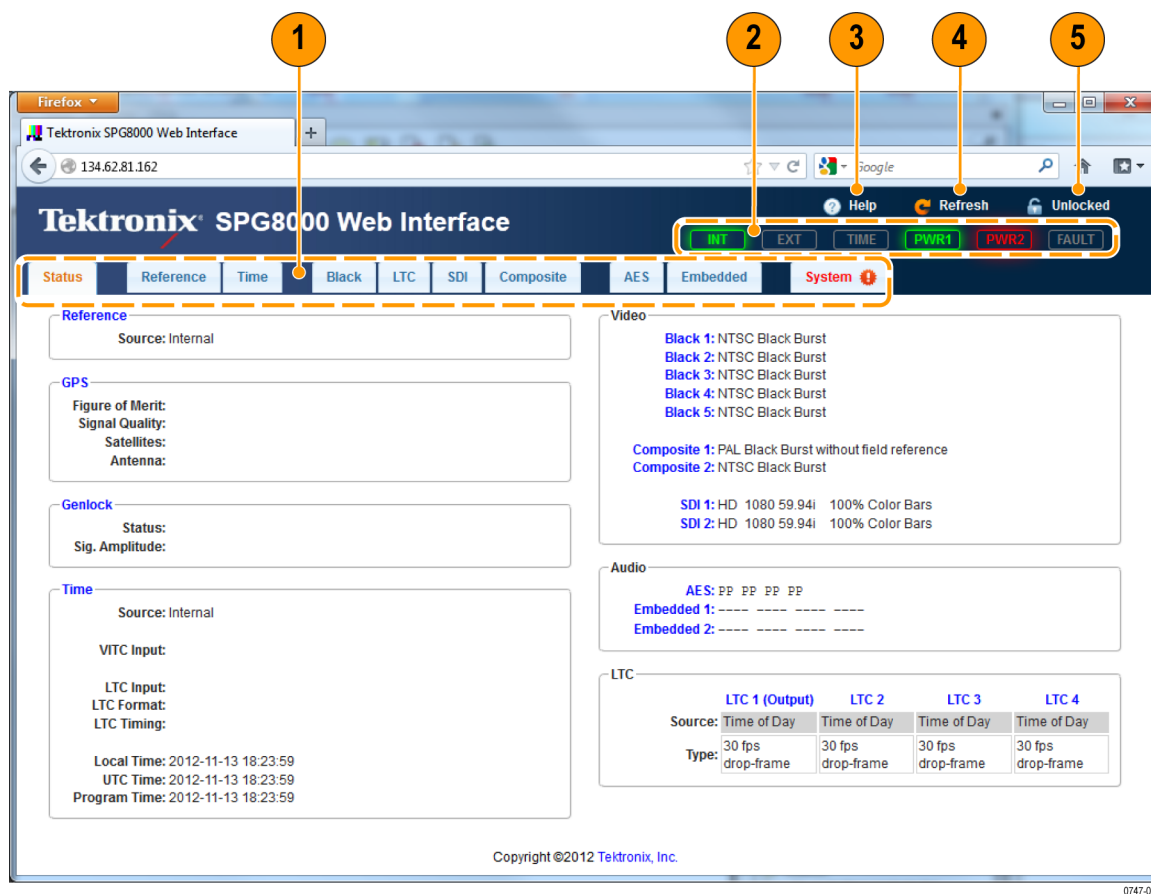 1 2 3 4 5
Firefox
Tektronix SPG8000 Web Interface +
134.62.81.162 Google
Help Refresh Unlocked
Tektronix SPG8000 Web Interface
INT EXT TIME PWR1 PWR2 FAULT
Status Reference Time Black LTC SDI Composite AES Embedded System
Reference
Source: Internal
GPS
Figure of Merit:
Signal Quality:
Satellites:
Antenna:
Genlock
Status:
Sig. Amplitude:
Time
Source: Internal
VITC Input:
LTC Input:
LTC Format:
LTC Timing:
Local Time: 2012-11-13 18:23:59
UTC Time: 2012-11-13 18:23:59
Program Time: 2012-11-13 18:23:59
Video
Black 1: NTSC Black Burst
Black 2: NTSC Black Burst
Black 3: NTSC Black Burst
Black 4: NTSC Black Burst
Black 5: NTSC Black Burst
Composite 1: PAL Black Burst without field reference
Composite 2: NTSC Black Burst
SDI 1: HD 1080 59.94i 100% Color Bars
SDI 2: HD 1080 59.94i 100% Color Bars
Audio
AES: PP PP PP PP
Embedded 1: ---- ---- ---- ----
Embedded 2: ---- ---- ---- ----
LTC
LTC 1 (Output) LTC 2 LTC 3 LTC 4
Source: Time of Day Time of Day Time of Day Time of Day
Type: 30 fps 30 fps 30 fps 30 fps
drop-frame drop-frame drop-frame drop-frame
Copyright ©2012 Tektronix, Inc.